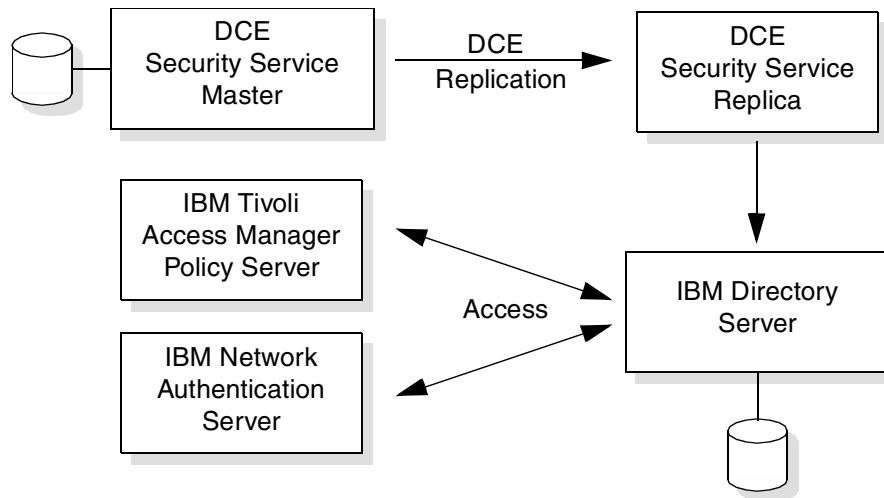 DCE
Security Service
Master
DCE
Replication
DCE
Security Service
Replica
IBM Tivoli
Access Manager
Policy Server
Access
IBM Directory
Server
IBM Network
Authentication
Server